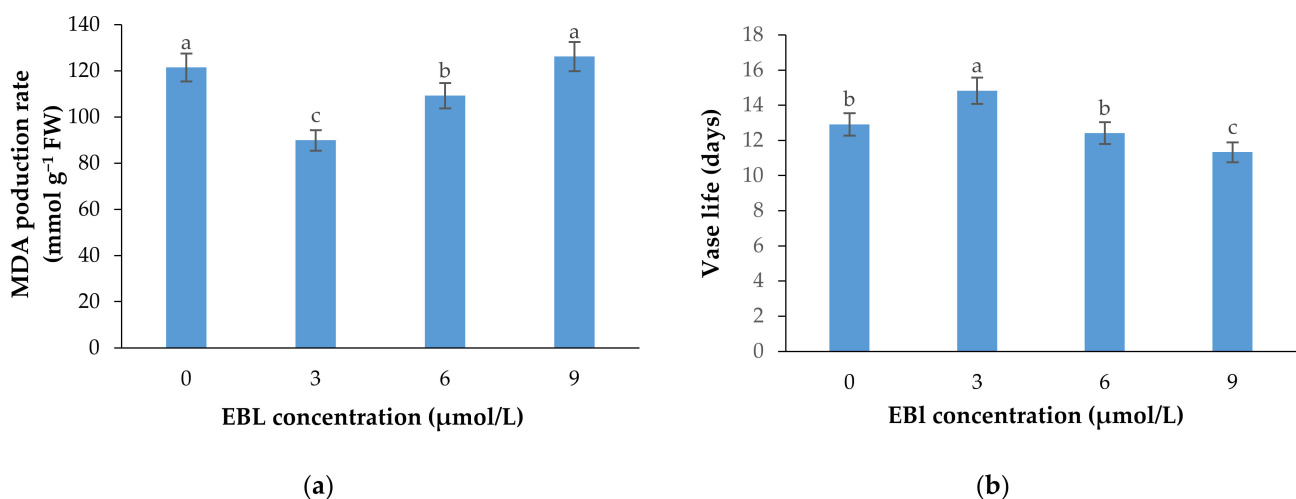 MDA poduction rate
(mmol g⁻¹ FW)
140
120
100
80
60
40
20
0
a
c
b
a
0 3 6 9
EBL concentration (µmol/L)
(a)
Vase life (days)
18
16
14
12
10
8
6
4
2
0
b
a
b
c
0 3 6 9
EBl concentration (µmol/L)
(b)